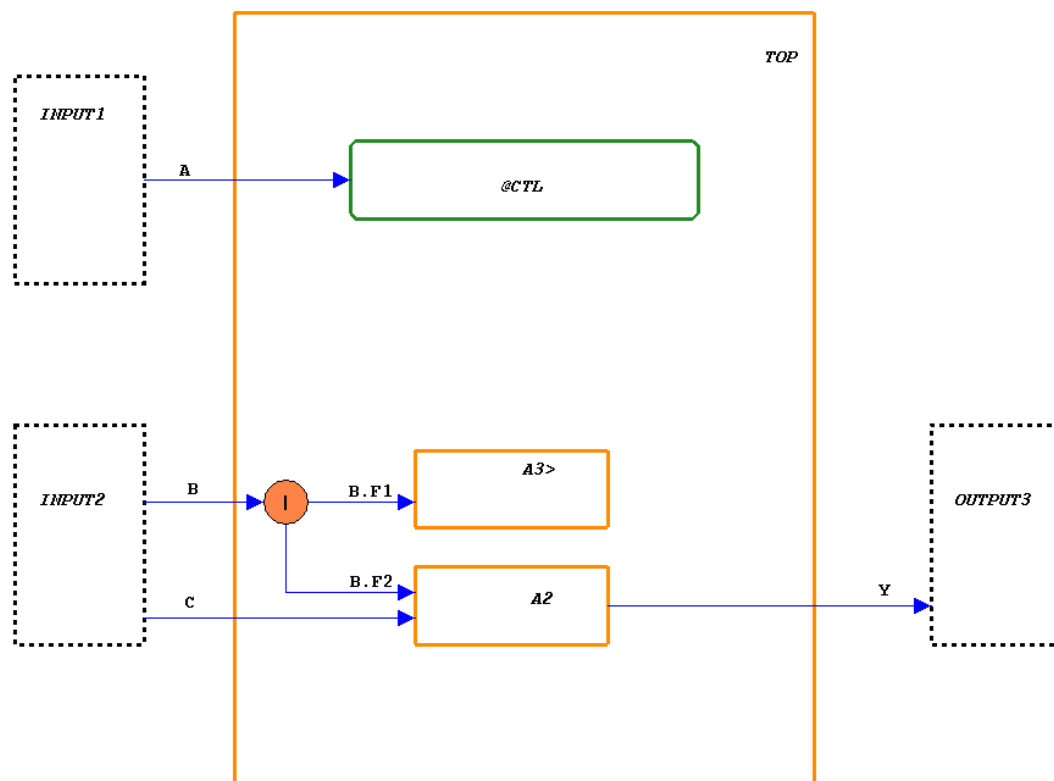 TOP
INPUT1
A
@CTL
INPUT2
B
I
B.F1
A3>
OUTPUT3
B.F2
A2
C
Y